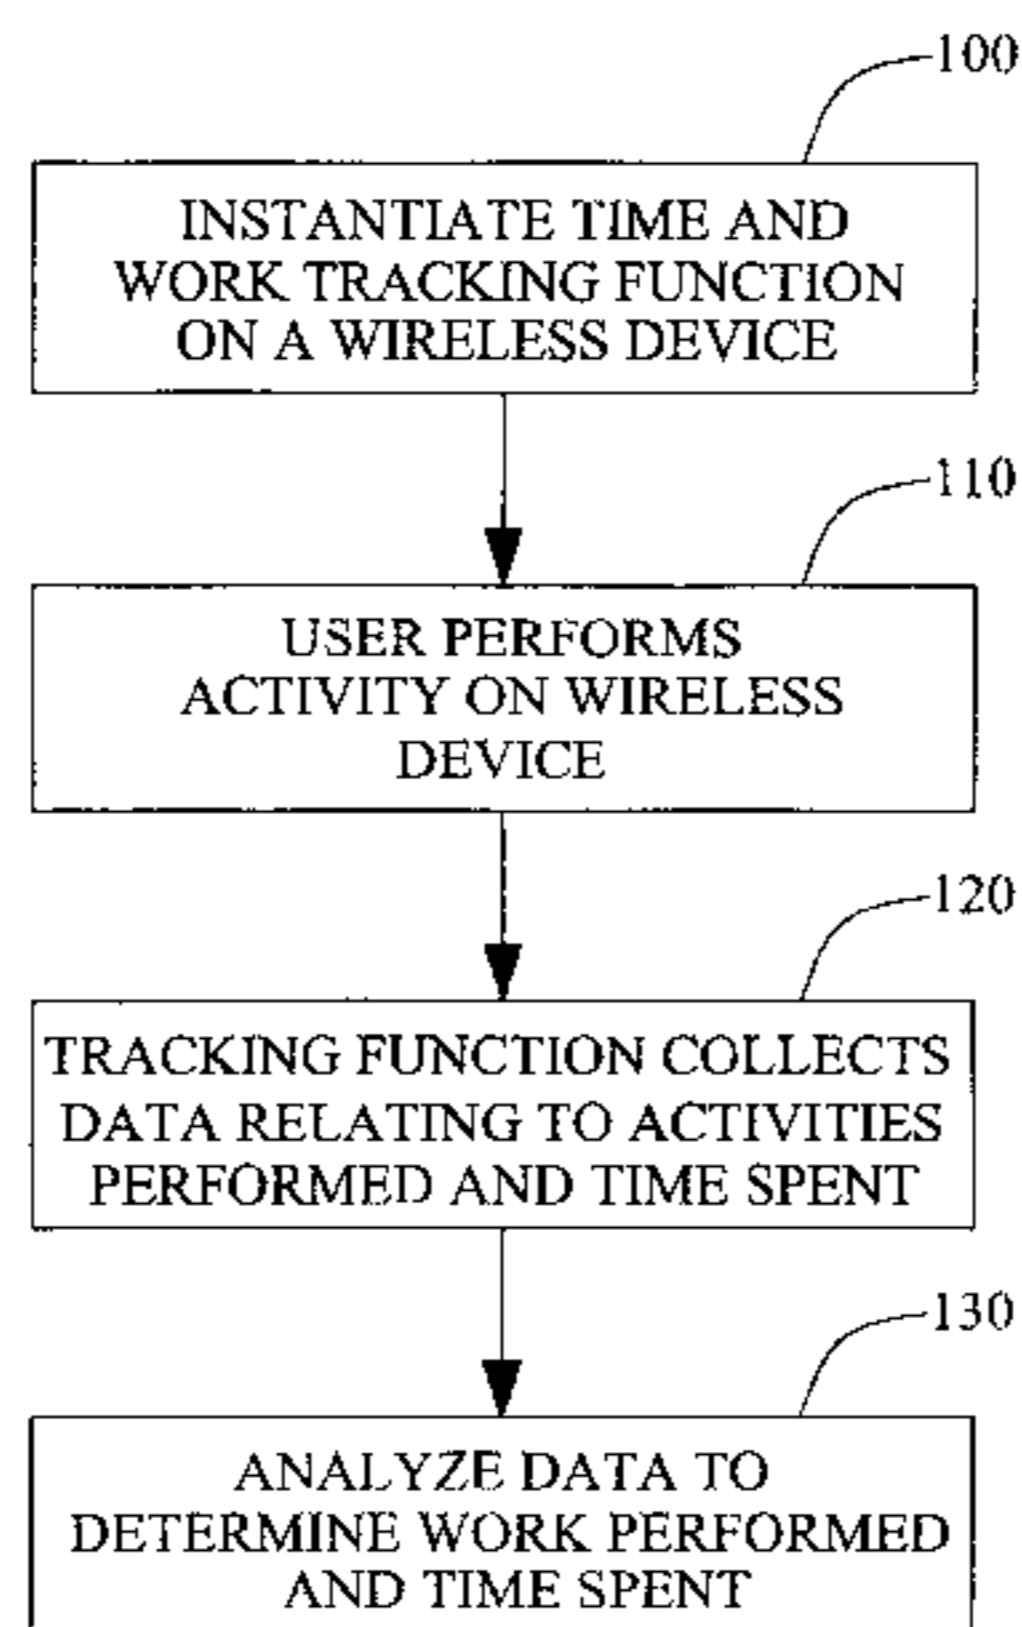 100
INSTANTIATE TIME AND
WORK TRACKING FUNCTION
ON A WIRELESS DEVICE
110
USER PERFORMS
ACTIVITY ON WIRELESS
DEVICE
120
TRACKING FUNCTION COLLECTS
DATA RELATING TO ACTIVITIES
PERFORMED AND TIME SPENT
130
ANALYZE DATA TO
DETERMINE WORK PERFORMED
AND TIME SPENT